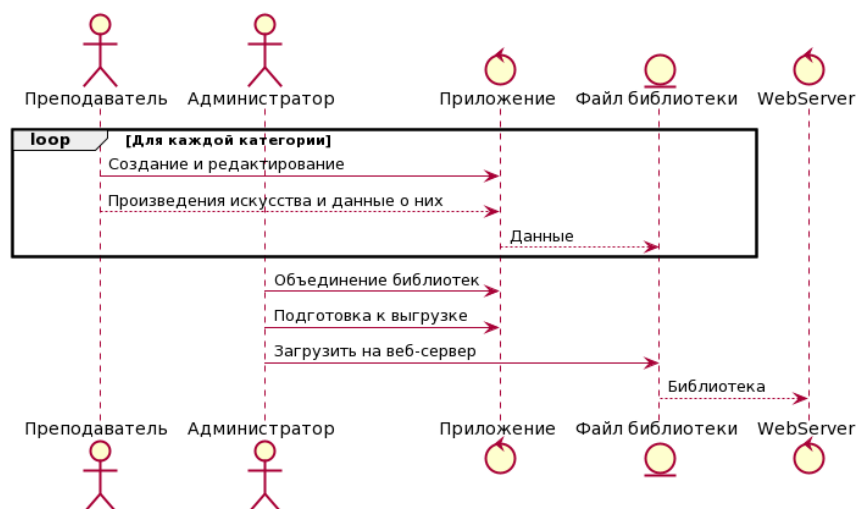 Преподаватель Администратор Приложение Файл библиотеки WebServer
loop [Для каждой категории]
Создание и редактирование
Произведения искусства и данные о них
Данные
Объединение библиотек
Подготовка к выгрузке
Загрузить на веб-сервер
Библиотека
Преподаватель Администратор Приложение Файл библиотеки WebServer